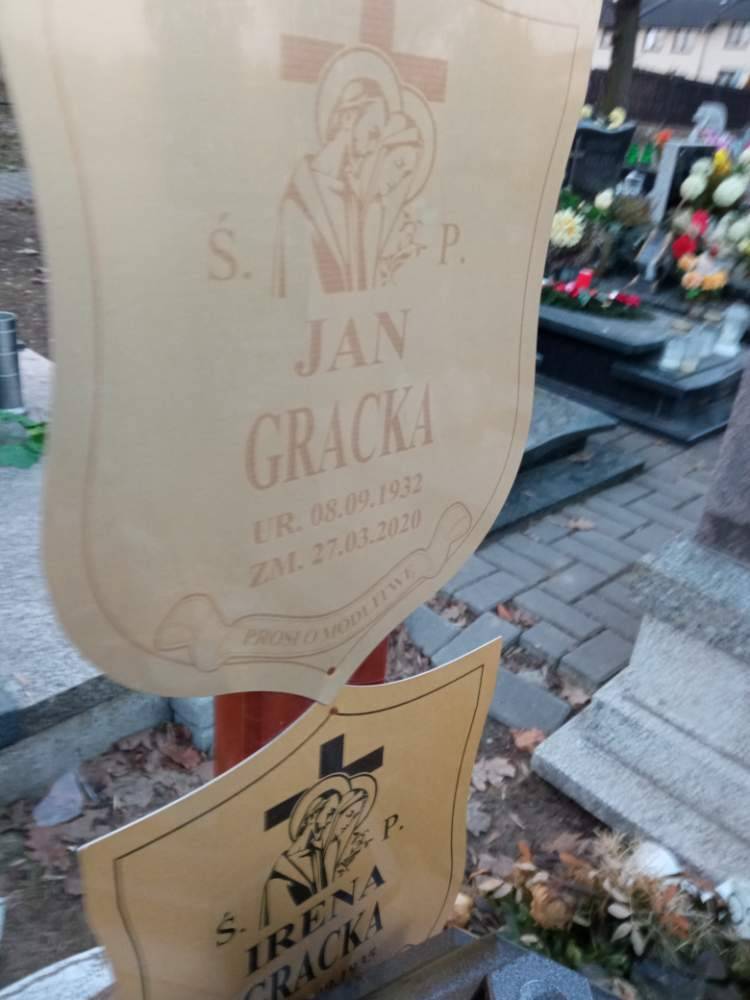 Ś. P.
JAN
GRACKA
UR. 08.09.1932
ZM. 27.03.2020
PROSI O MODLITWĘ
Ś. P.
IRENA
GRACKA